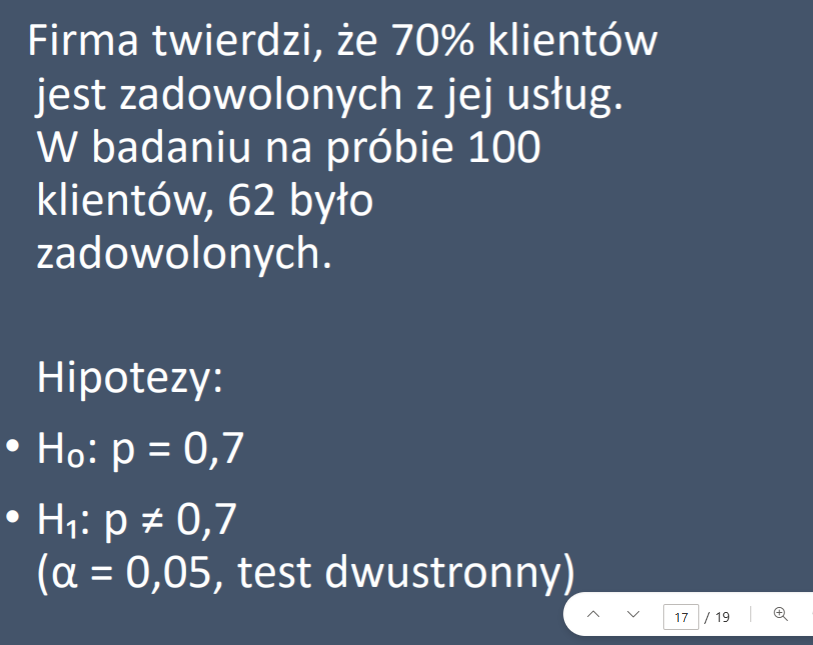 Firma twierdzi, że 70% klientów
jest zadowolonych z jej usług.
W badaniu na próbie 100
klientów, 62 było
zadowolonych.
Hipotezy:
• H₀: p = 0,7
• H₁: p ≠ 0,7
(α = 0,05, test dwustronny)
17 / 19